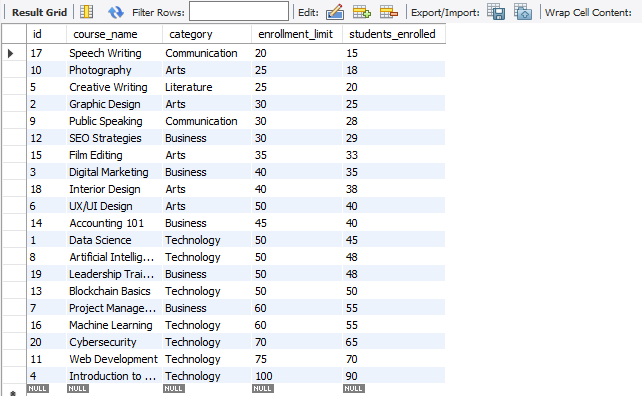 Result Grid Filter Rows: Edit: Export/Import: Wrap Cell Content:
id course_name category enrollment_limit students_enrolled
17 Speech Writing Communication 20 15
10 Photography Arts 25 18
5 Creative Writing Literature 25 20
2 Graphic Design Arts 30 25
9 Public Speaking Communication 30 28
12 SEO Strategies Business 30 29
15 Film Editing Arts 35 33
3 Digital Marketing Business 40 35
18 Interior Design Arts 40 38
6 UX/UI Design Arts 50 40
14 Accounting 101 Business 45 40
1 Data Science Technology 50 45
8 Artificial Intellig... Technology 50 48
19 Leadership Trai... Business 50 48
13 Blockchain Basics Technology 50 50
7 Project Manage... Business 60 55
16 Machine Learning Technology 60 55
20 Cybersecurity Technology 70 65
11 Web Development Technology 75 70
4 Introduction to ... Technology 100 90
NULL NULL NULL NULL NULL